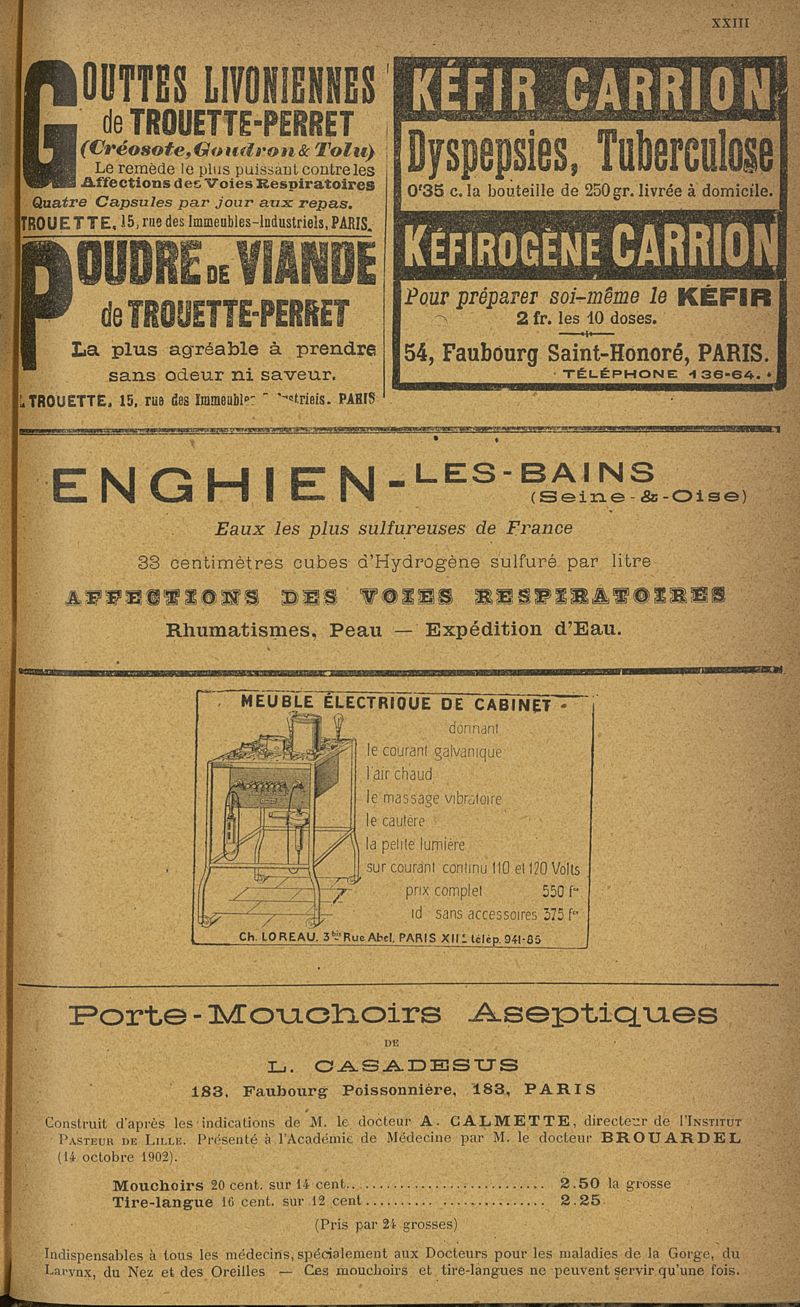 XXIII
GOUTTES LIVONIENNES
de TROUETTE-PERRET
(Créosote, Goudron & Tolu)
Le remède le plus puissant contre les
Affections des Voies Respiratoires
Quatre Capsules par jour aux repas.
TROUETTE, 15, rue des Immeubles-Industriels, PARIS.
POUDRE DE VIANDE
de TROUETTE-PERRET
La plus agréable à prendre
sans odeur ni saveur.
TROUETTE, 15, rue des PARIS
KÉFIR CARRION
Dyspepsies, Tuberculose
0'35 c. la bouteille de 250 gr. livrée à domicile.
KÉFIROGÈNE CARRION
Pour préparer soi-même le KÉFIR
2 fr. les 10 doses.
54, Faubourg Saint-Honoré, PARIS.
TÉLÉPHONE 136-64.
ENGHIEN-LES-BAINS
(Seine-&-Oise)
Eaux les plus sulfureuses de France
33 centimètres cubes d'Hydrogène sulfuré par litre
AFFECTIONS DES VOIES RESPIRATOIRES
Rhumatismes, Peau — Expédition d'Eau.
MEUBLE ÉLECTRIQUE DE CABINET
donnant
le courant galvanique
l'air chaud
le massage vibratoire
le cautère
la petite lumière
sur courant continu 110 et 120 Volts
prix complet 550 frs
id sans accessoires 375 frs
Ch. LOREAU. 3bis Rue Abel, PARIS XIIe télép. 941-85
Porte-Mouchoirs Aseptiques
DE
L. CASADESUS
183, Faubourg Poissonnière, 183, PARIS
Construit d'après les indications de M. le docteur A. CALMETTE, directeur de l'INSTITUT
PASTEUR DE LILLE. Présenté à l'Académie de Médecine par M. le docteur BROUARDEL
(14 octobre 1902).
Mouchoirs 20 cent. sur 14 cent. 2.50 la grosse
Tire-langue 16 cent. sur 12 cent 2.25
(Pris par 24 grosses)
Indispensables à tous les médecins, spécialement aux Docteurs pour les maladies de la Gorge, du
Larynx, du Nez et des Oreilles — Ces mouchoirs et tire-langues ne peuvent servir qu'une fois.